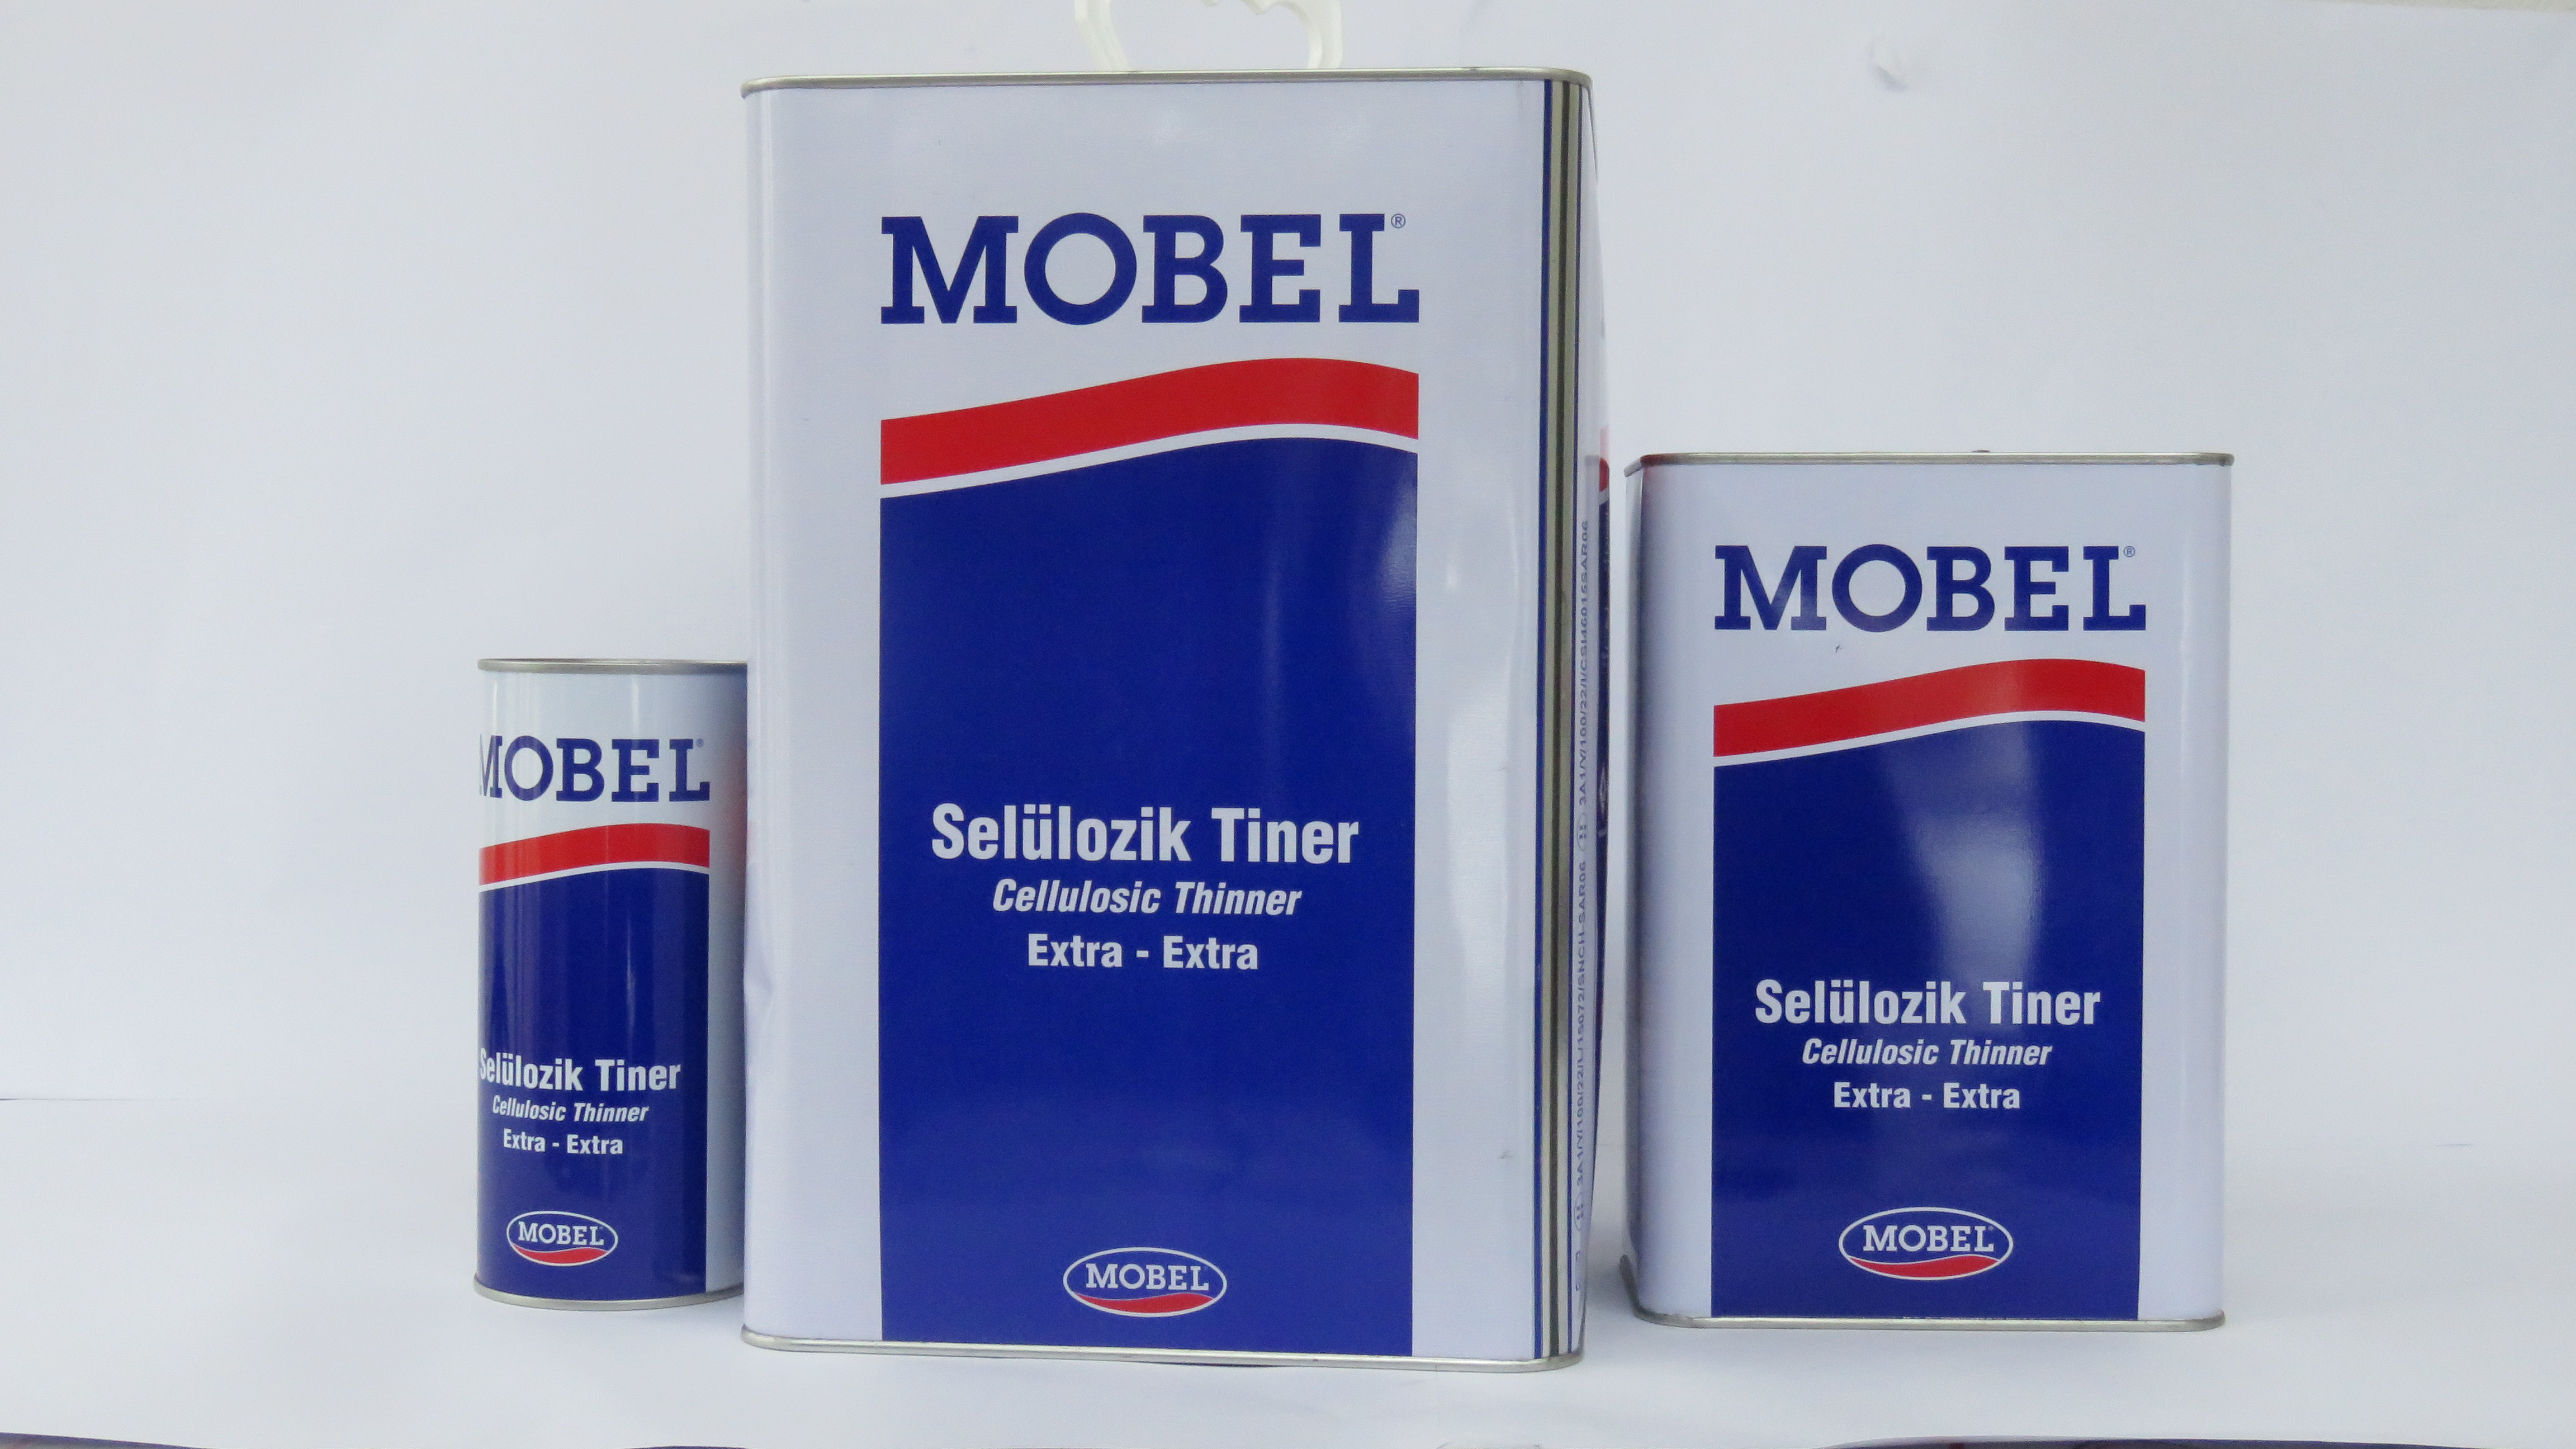 MOBEL®
Selülozik Tiner
Cellulosic Thinner
Extra - Extra
MOBEL
MOBEL®
Selülozik Tiner
Cellulosic Thinner
Extra - Extra
MOBEL
MOBEL®
Selülozik Tiner
Cellulosic Thinner
Extra - Extra
MOBEL